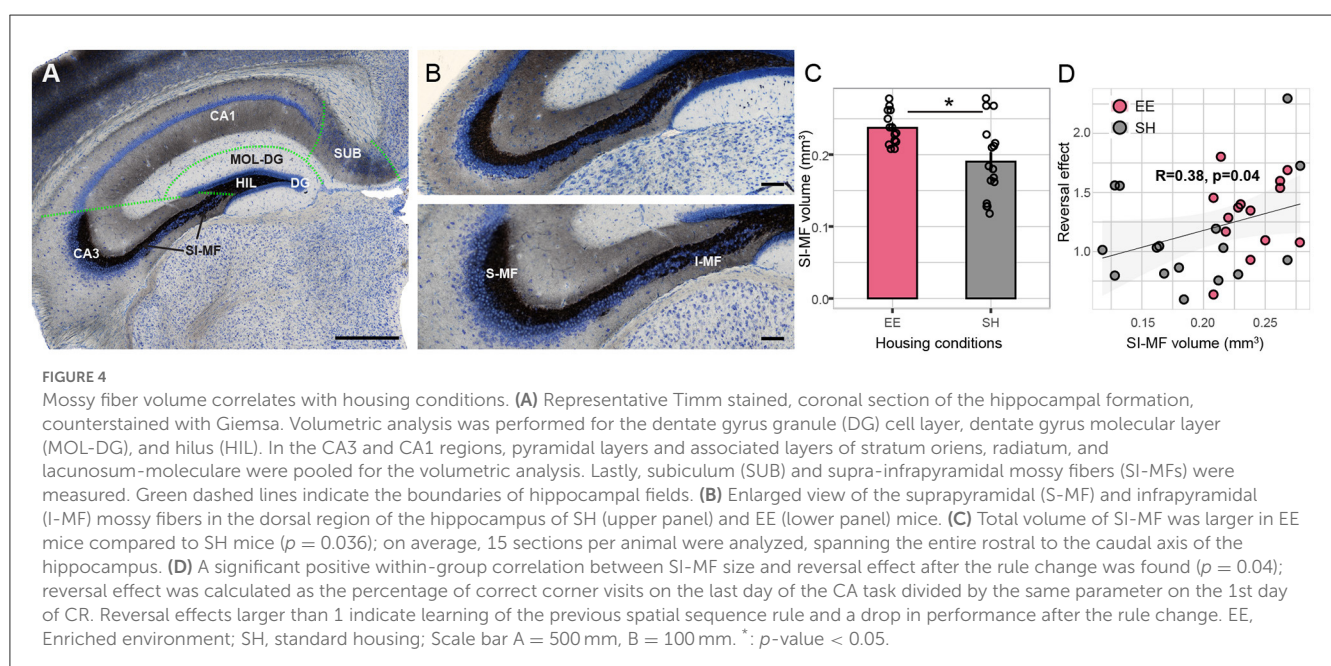 A
CA1
MOL-DG
SUB
HIL
DG
CA3
SI-MF
B
S-MF
I-MF
C
*
SI-MF volume (mm³)
0.2
0.1
0.0
EE
SH
Housing conditions
D
EE
SH
2.0
R=0.38, p=0.04
1.5
1.0
Reversal effect
0.15
0.20
0.25
SI-MF volume (mm³)
FIGURE 4
Mossy fiber volume correlates with housing conditions. (A) Representative Timm stained, coronal section of the hippocampal formation,
counterstained with Giemsa. Volumetric analysis was performed for the dentate gyrus granule (DG) cell layer, dentate gyrus molecular layer
(MOL-DG), and hilus (HIL). In the CA3 and CA1 regions, pyramidal layers and associated layers of stratum oriens, radiatum, and
lacunosum-moleculare were pooled for the volumetric analysis. Lastly, subiculum (SUB) and supra-infrapyramidal mossy fibers (SI-MFs) were
measured. Green dashed lines indicate the boundaries of hippocampal fields. (B) Enlarged view of the suprapyramidal (S-MF) and infrapyramidal
(I-MF) mossy fibers in the dorsal region of the hippocampus of SH (upper panel) and EE (lower panel) mice. (C) Total volume of SI-MF was larger in EE
mice compared to SH mice (p = 0.036); on average, 15 sections per animal were analyzed, spanning the entire rostral to the caudal axis of the
hippocampus. (D) A significant positive within-group correlation between SI-MF size and reversal effect after the rule change was found (p = 0.04);
reversal effect was calculated as the percentage of correct corner visits on the last day of the CA task divided by the same parameter on the 1st day
of CR. Reversal effects larger than 1 indicate learning of the previous spatial sequence rule and a drop in performance after the rule change. EE,
Enriched environment; SH, standard housing; Scale bar A = 500 mm, B = 100 mm. *: p-value < 0.05.